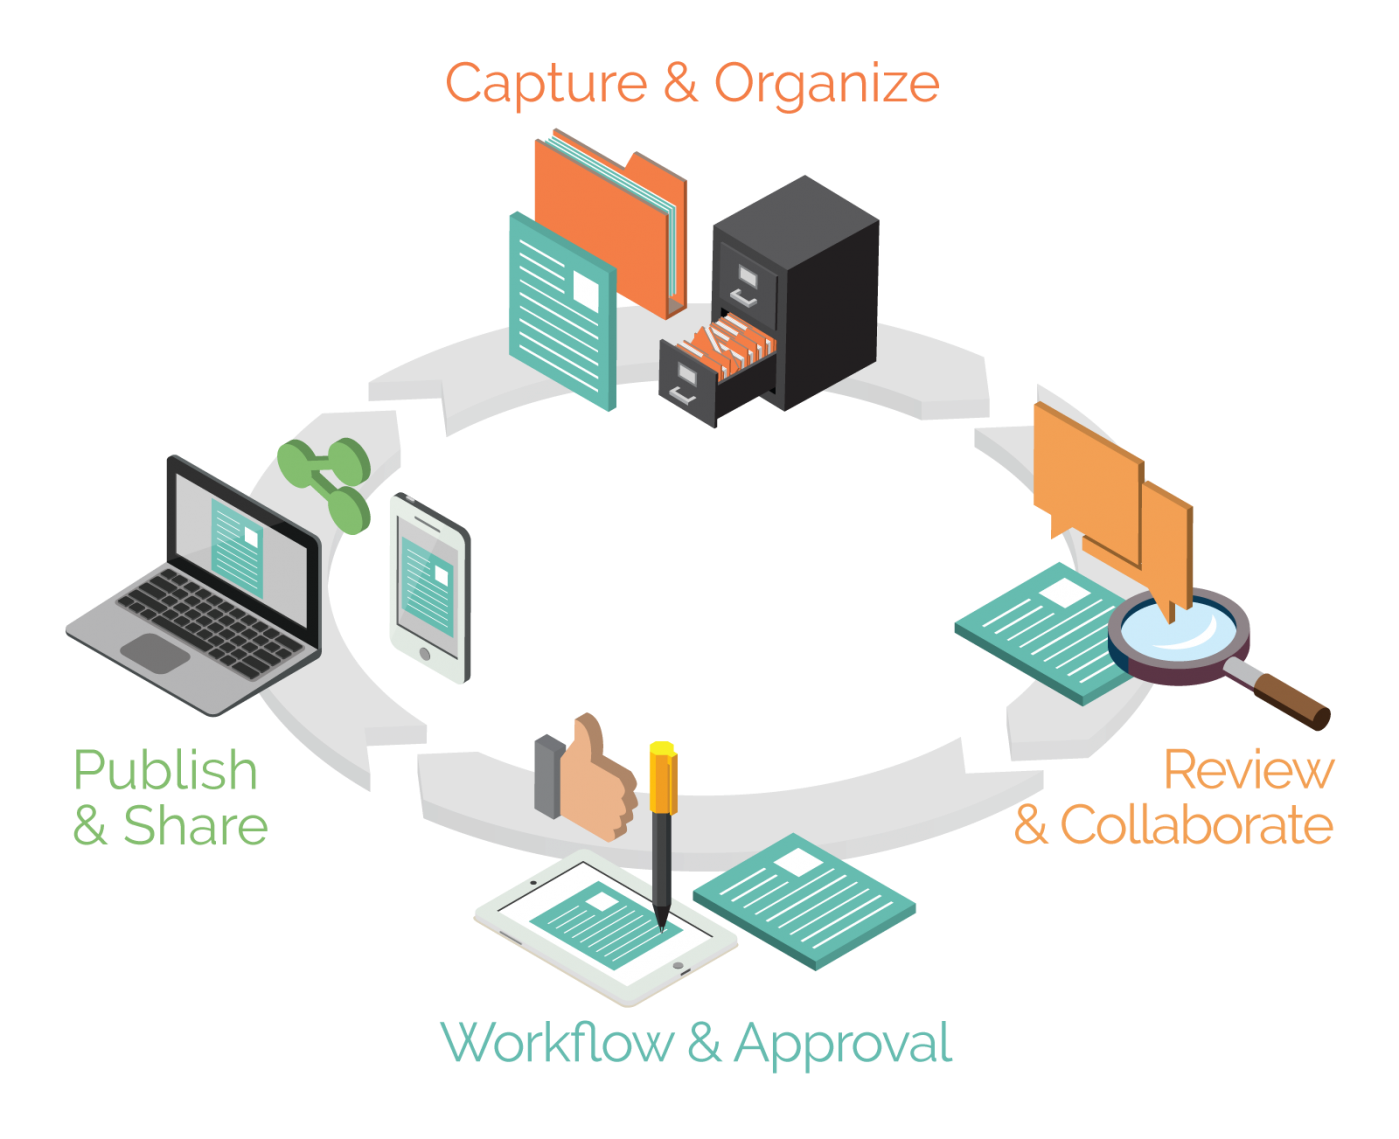 Capture & Organize
Review
& Collaborate
Workflow & Approval
Publish
& Share